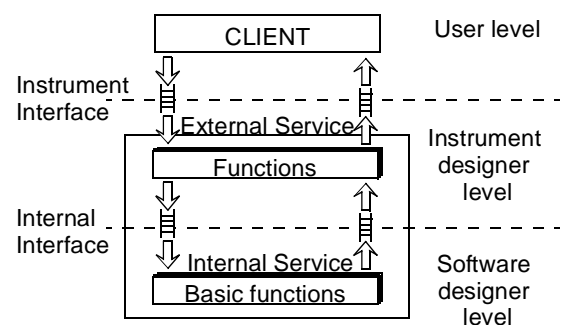 CLIENT
User level
Instrument
Interface
External Service
Functions
Instrument
designer
level
Internal
Interface
Internal Service
Basic functions
Software
designer
level